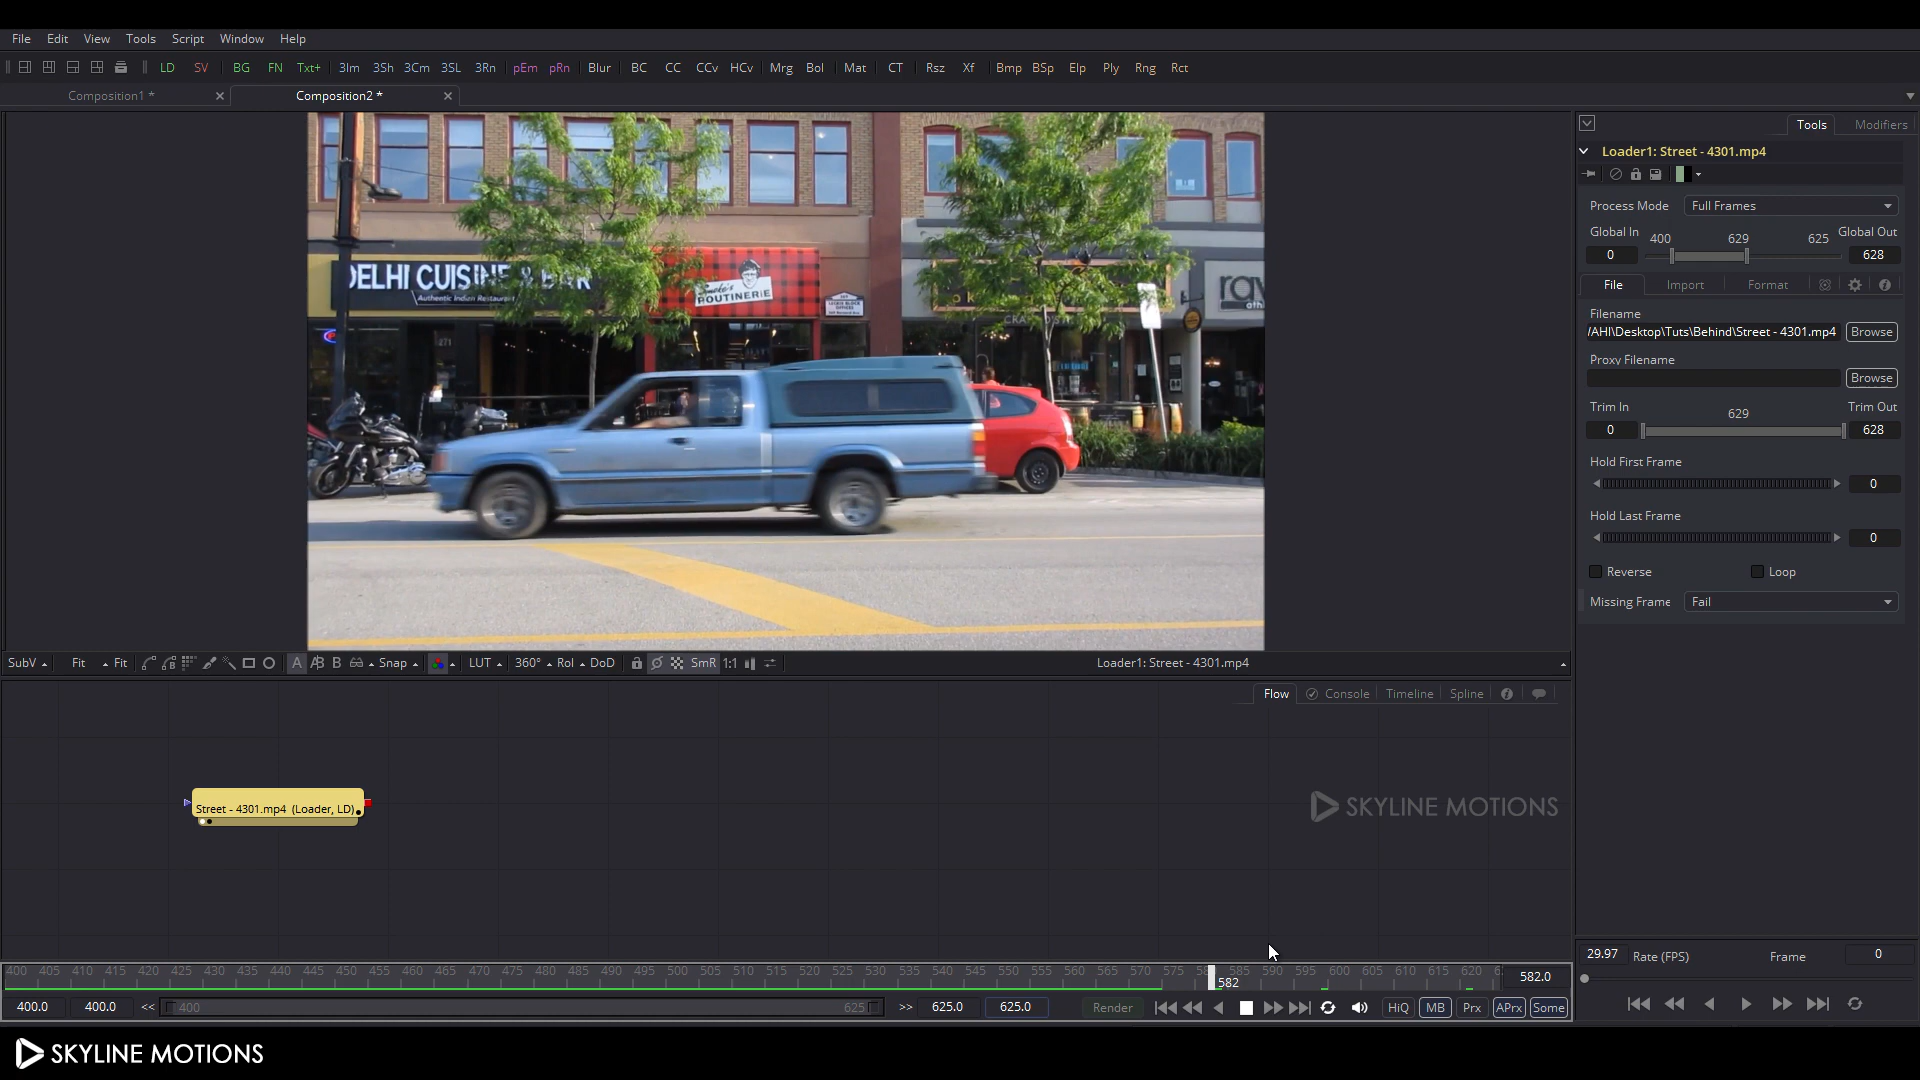 File Edit View Tools Script Window Help
LD SV BG FN Txt+ 3Im 3Sh 3Cm 3SL 3Rn pEm pRn Blur BC CC CCv HCv Mrg Bol Mat CT Rsz Xf Bmp BSp Elp Ply Rng Rct
Composition1 * Composition2 *
Tools Modifiers
Loader1: Street - 4301.mp4
Process Mode Full Frames
Global In 400 629 625 Global Out
0 628
File Import Format
Filename
/AHI\Desktop\Tuts\Behind\Street - 4301.mp4 Browse
Proxy Filename
Browse
Trim In 629 Trim Out
0 628
Hold First Frame
0
Hold Last Frame
0
Reverse Loop
Missing Frame Fail
DELHI CUISINE & BAR
Authentic Indian Restaurant
Smoke's
POUTINERIE
271
SubV Fit Fit A AB B Snap LUT 360° RoI DoD SmR 1:1 Loader1: Street - 4301.mp4
Flow Console Timeline Spline
Street - 4301.mp4 (Loader, LD)
SKYLINE MOTIONS
400 405 410 415 420 425 430 435 440 445 450 455 460 465 470 475 480 485 490 495 500 505 510 515 520 525 530 535 540 545 550 555 560 565 570 575 585 590 595 600 605 610 615 620
582 582.0
400.0 400.0 << 400 625 >> 625.0 625.0 Render HiQ MB Prx APrx Some
29.97 Rate (FPS) Frame 0
SKYLINE MOTIONS